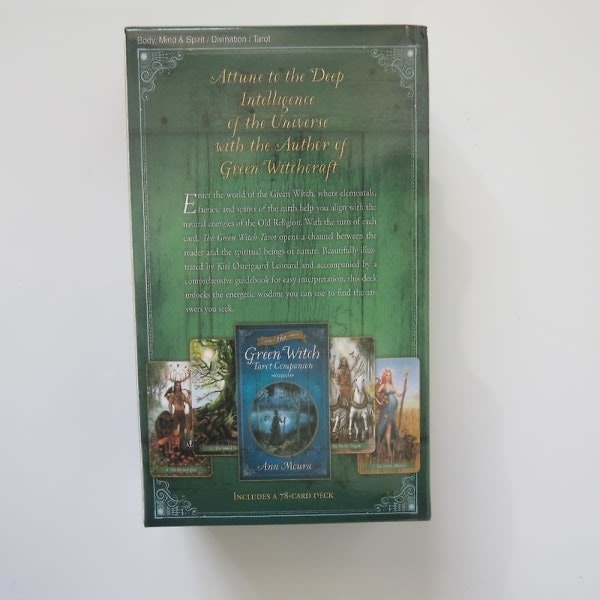 Body, Mind & Spirit / Divination / Tarot
Attune to the Deep
Intelligence
of the Universe
with the Author of
Green Witchcraft
Enter the world of the Green Witch, where elementals,
faeries, and spirits of the earth help you align with the
natural energies of the Old Religion. With the turn of each
card, The Green Witch Tarot opens a channel between the
reader and the spiritual beings of nature. Beautifully illus-
trated by Kiri Østergaard Leonard and accompanied by a
comprehensive guidebook for easy interpretation, this deck
unlocks the energetic wisdom you can use to find the an-
swers you seek.
the
Green Witch
Tarot Companion
Ann Moura
Includes a 78-card deck